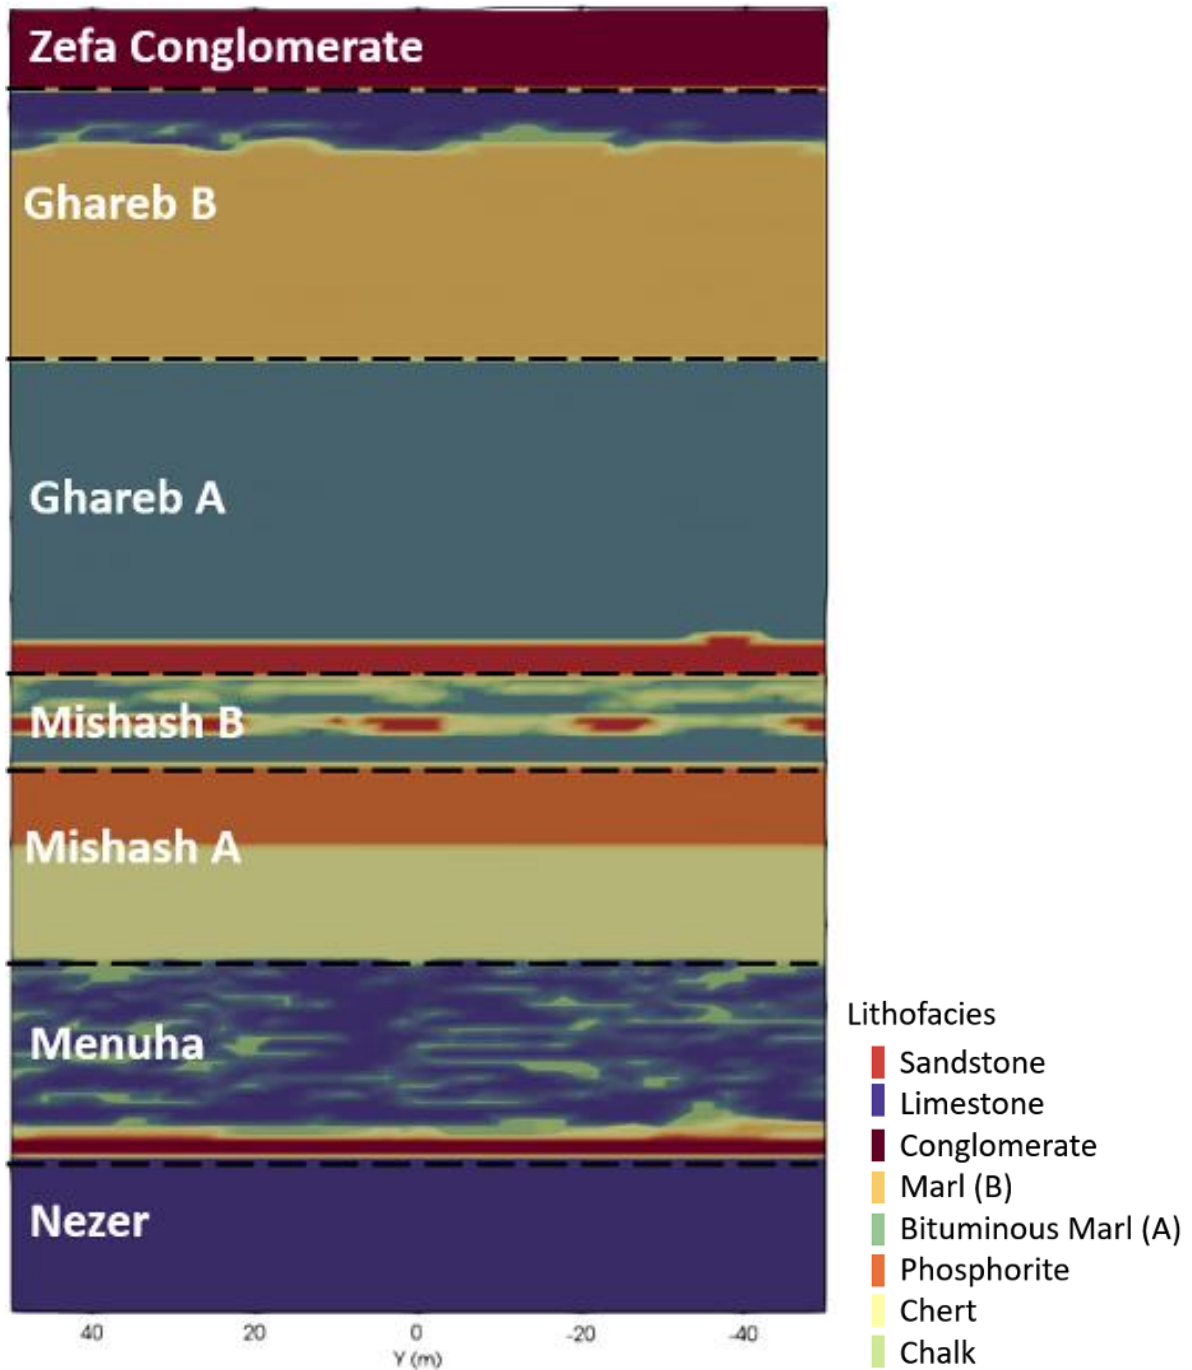 Zefa Conglomerate
Ghareb B
Ghareb A
Mishash B
Mishash A
Menuha
Nezer
40 20 0 -20 -40
Y (m)
Lithofacies
Sandstone
Limestone
Conglomerate
Marl (B)
Bituminous Marl (A)
Phosphorite
Chert
Chalk